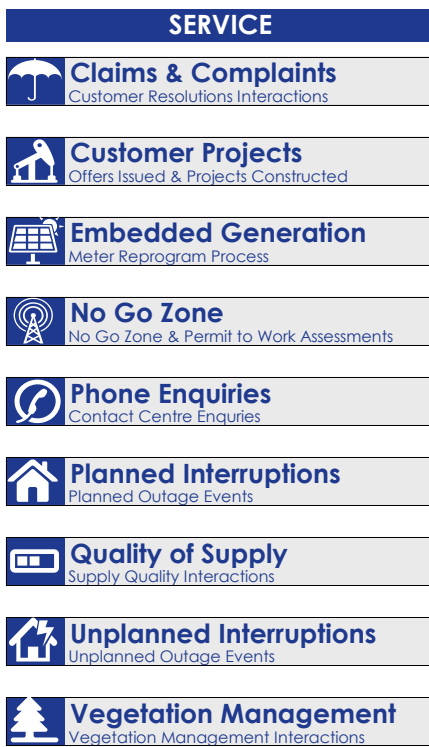 SERVICE
Claims & Complaints
Customer Resolutions Interactions
Customer Projects
Offers Issued & Projects Constructed
Embedded Generation
Meter Reprogram Process
No Go Zone
No Go Zone & Permit to Work Assessments
Phone Enquiries
Contact Centre Enquries
Planned Interruptions
Planned Outage Events
Quality of Supply
Supply Quality Interactions
Unplanned Interruptions
Unplanned Outage Events
Vegetation Management
Vegetation Management Interactions